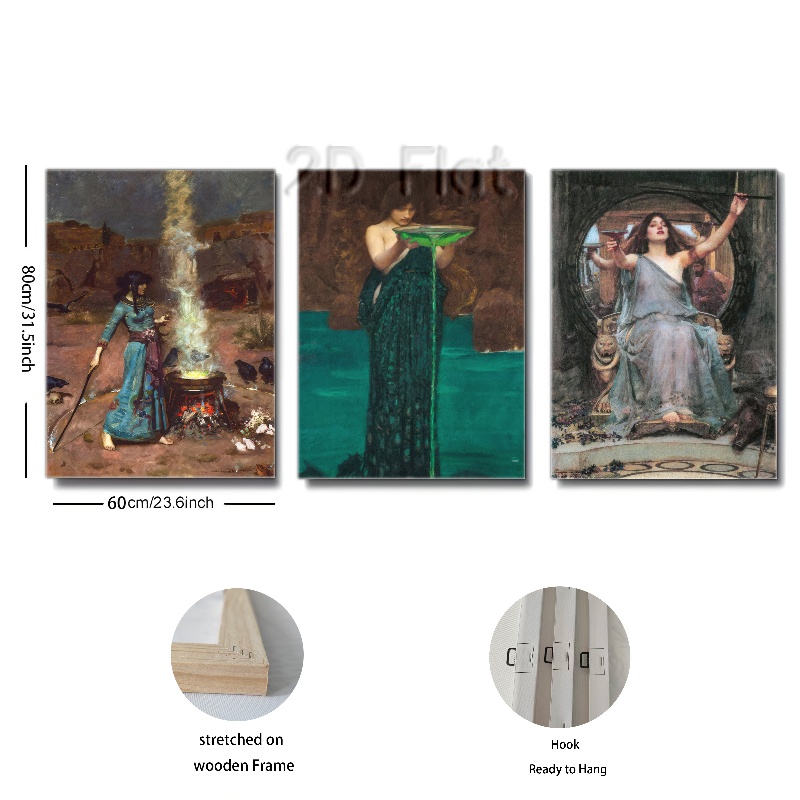 2D Flat
80cm/31.5inch
60cm/23.6inch
stretched on
wooden Frame
Hook
Ready to Hang